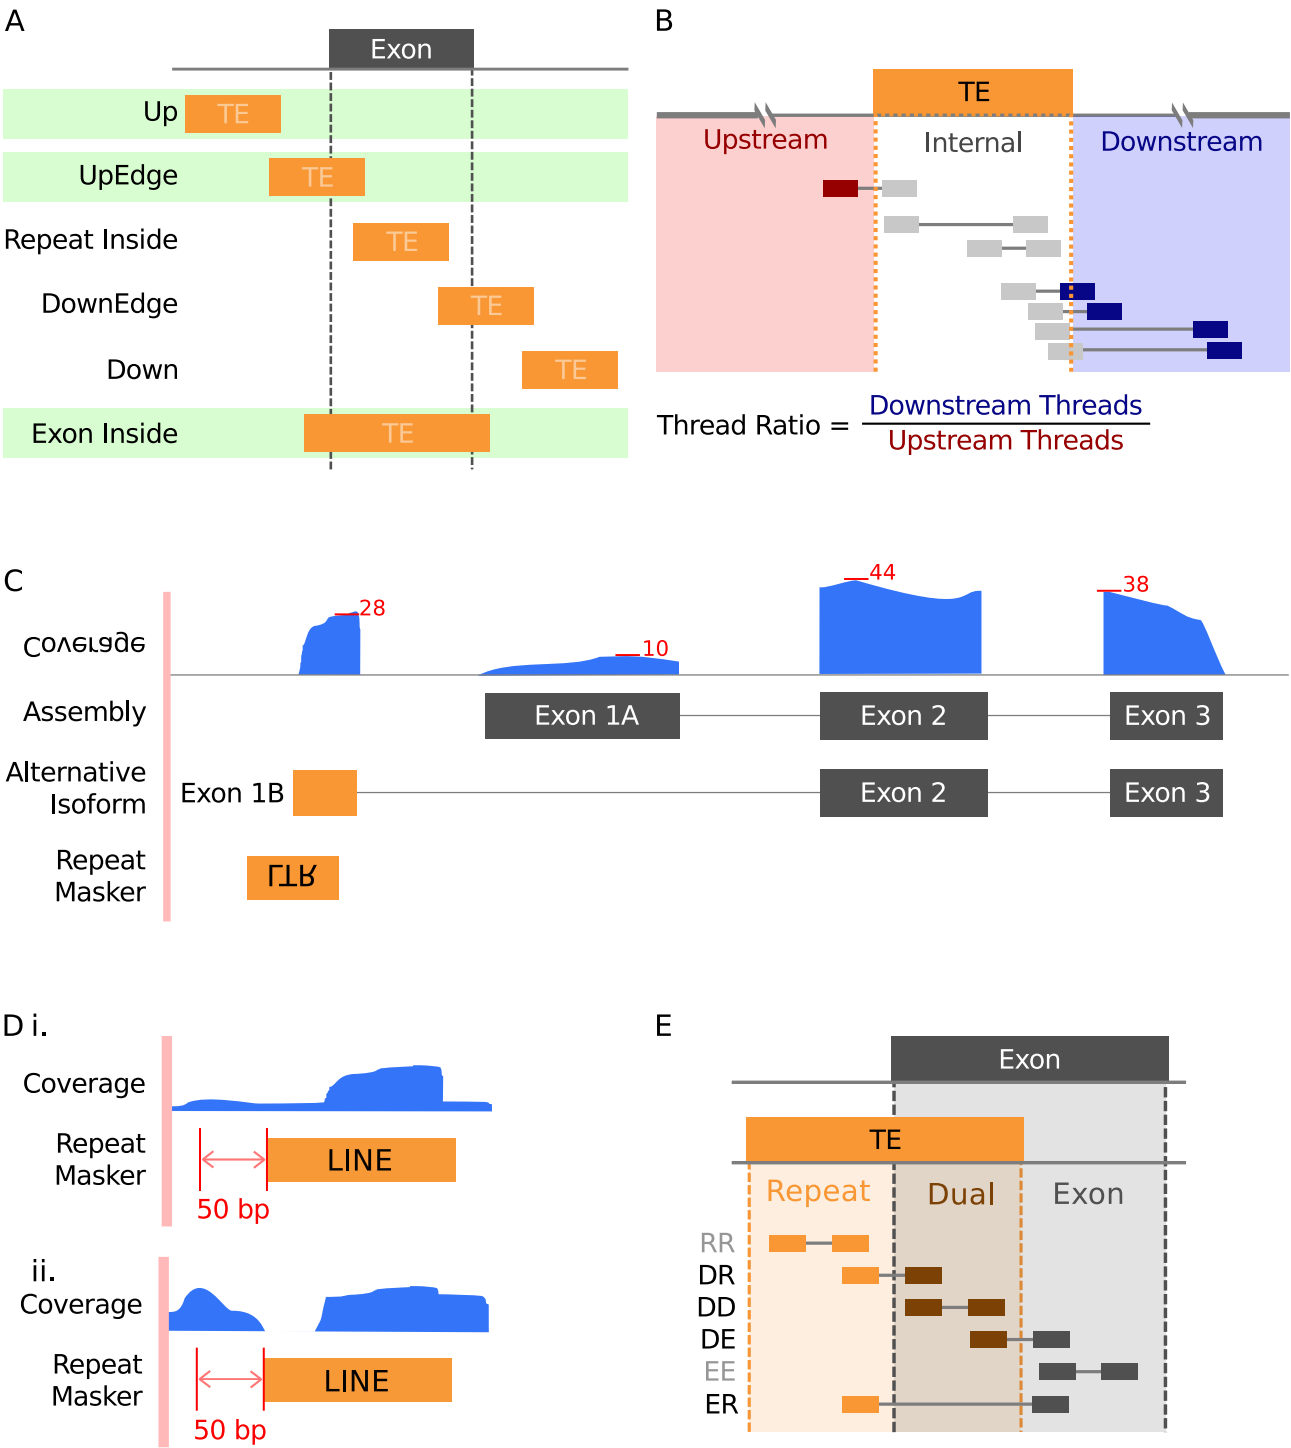 A
Exon
Up
TE
UpEdge
TE
Repeat Inside
TE
DownEdge
TE
Down
TE
Exon Inside
TE
B
TE
Upstream
Internal
Downstream
Thread Ratio =
Downstream Threads
Upstream Threads
C
Coverage
28
10
44
38
Assembly
Exon 1A
Exon 2
Exon 3
Alternative
Isoform
Exon 1B
Exon 2
Exon 3
Repeat
Masker
LTR
D i.
Coverage
Repeat
Masker
LINE
50 bp
ii.
Coverage
Repeat
Masker
LINE
50 bp
E
Exon
TE
Repeat
Dual
Exon
RR
DR
DD
DE
EE
ER